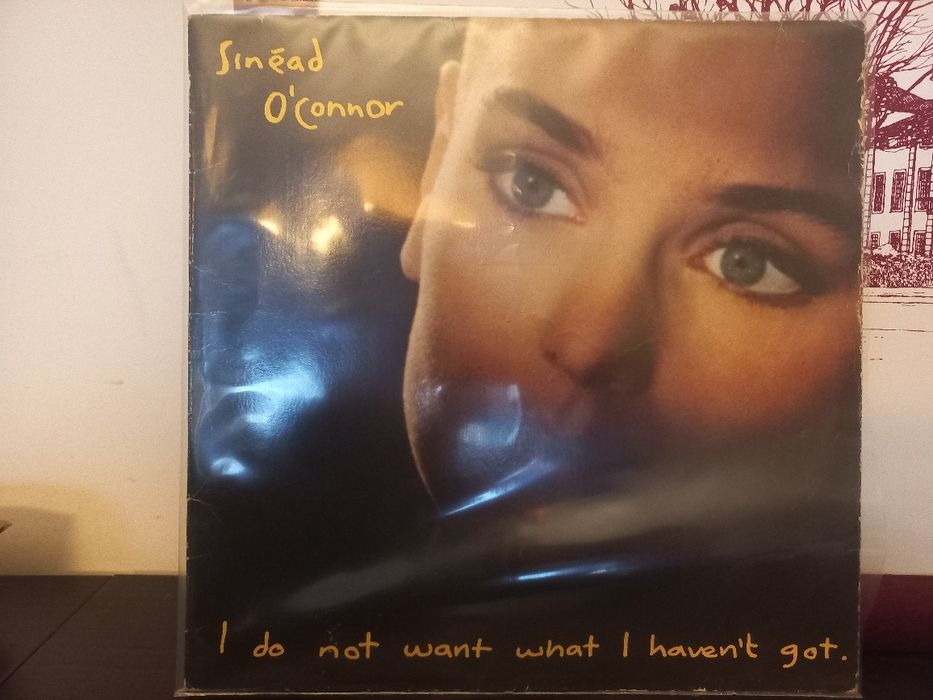 Sinéad
O'Connor
I do not want what I haven't got.